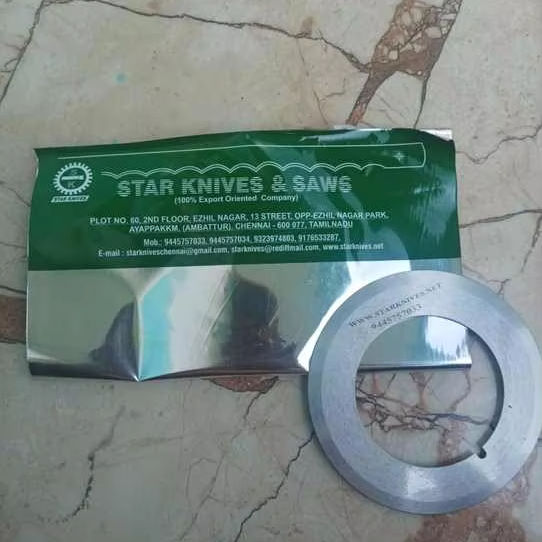 S
K
STAR KNIVES
STAR KNIVES & SAWS
(100% Export Oriented Company)
PLOT NO. 60, 2ND FLOOR, EZHIL NAGAR, 13 STREET, OPP-EZHIL NAGAR PARK,
AYAPPAKKM, (AMBATTUR), CHENNAI - 600 077, TAMILNADU
Mob.: 9445757033, 9445757034, 9323974803, 9176533287,
E-mail : starkniveschennai@gmail.com, starknives@rediffmail.com, www.starknives.net
WWW.STARKNIVES.NET
9445757033